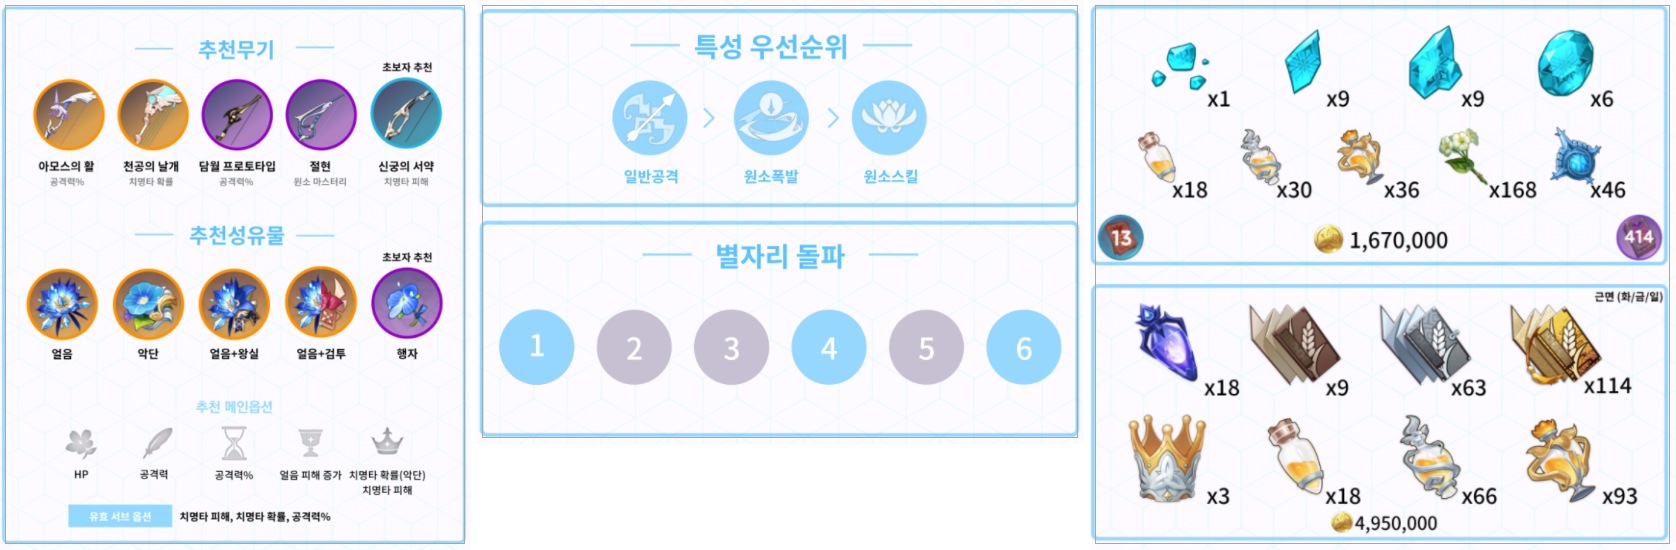 추천무기
초보자 추천
아모스의 활
공격력%
천공의 날개
치명타 확률
담월 프로토타입
공격력%
절현
원소 마스터리
신궁의 서약
치명타 피해
추천성유물
초보자 추천
얼음
악단
얼음+왕실
얼음+검투
행자
추천 메인옵션
HP
공격력
공격력%
얼음 피해 증가
치명타 확률(악단)
치명타 피해
유효 서브 옵션
치명타 피해, 치명타 확률, 공격력%
특성 우선순위
일반공격 > 원소폭발 > 원소스킬
별자리 돌파
1 2 3 4 5 6
x1 x9 x9 x6
x18 x30 x36 x168 x46
13 1,670,000 414
근면 (화/금/일)
x18 x9 x63 x114
x3 x18 x66 x93
4,950,000